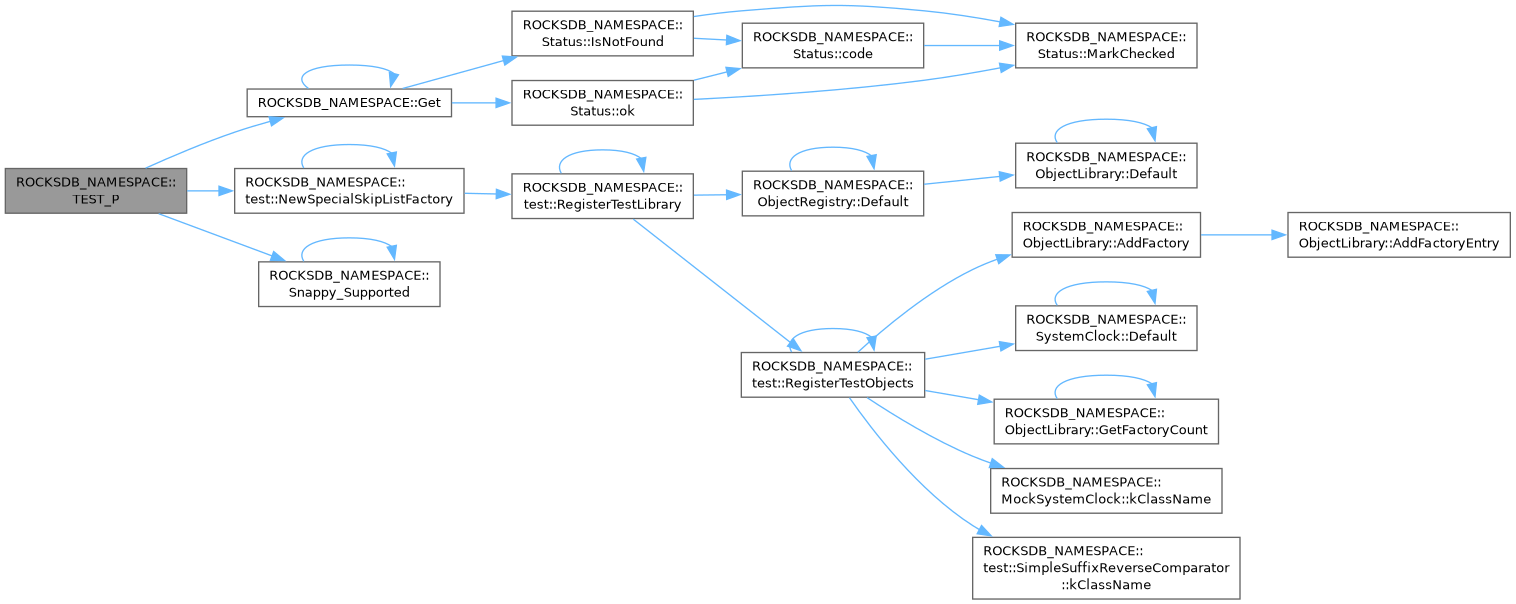 ROCKSDB_NAMESPACE::
TEST_P
ROCKSDB_NAMESPACE::Get
ROCKSDB_NAMESPACE::
Status::IsNotFound
ROCKSDB_NAMESPACE::
Status::code
ROCKSDB_NAMESPACE::
Status::MarkChecked
ROCKSDB_NAMESPACE::
Status::ok
ROCKSDB_NAMESPACE::
test::NewSpecialSkipListFactory
ROCKSDB_NAMESPACE::
test::RegisterTestLibrary
ROCKSDB_NAMESPACE::
ObjectRegistry::Default
ROCKSDB_NAMESPACE::
ObjectLibrary::Default
ROCKSDB_NAMESPACE::
test::RegisterTestObjects
ROCKSDB_NAMESPACE::
ObjectLibrary::AddFactory
ROCKSDB_NAMESPACE::
ObjectLibrary::AddFactoryEntry
ROCKSDB_NAMESPACE::
SystemClock::Default
ROCKSDB_NAMESPACE::
ObjectLibrary::GetFactoryCount
ROCKSDB_NAMESPACE::
MockSystemClock::kClassName
ROCKSDB_NAMESPACE::
test::SimpleSuffixReverseComparator
::kClassName
ROCKSDB_NAMESPACE::
Snappy_Supported